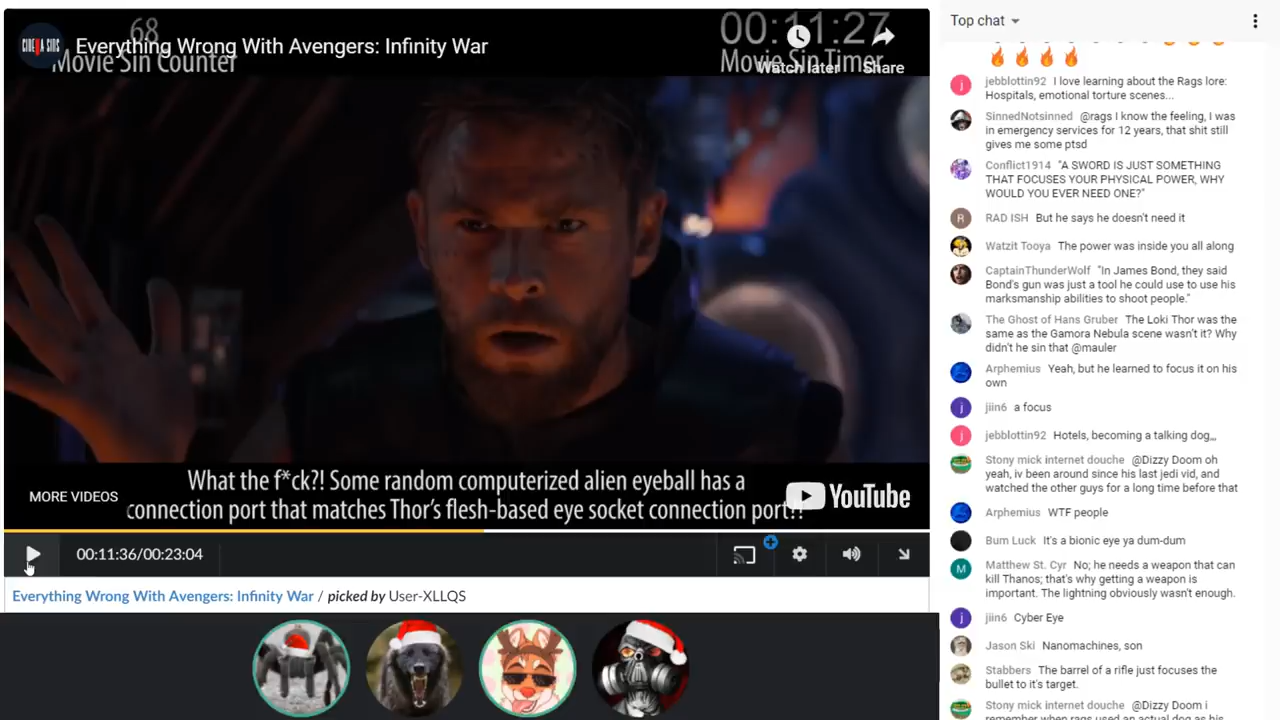 68
Movie Sin Counter
CINEMA SINS
Everything Wrong With Avengers: Infinity War
00:11:27
Movie Sin Timer
Watch later
Share
What the f*ck?! Some random computerized alien eyeball has a
connection port that matches Thor's flesh-based eye socket connection port!!
MORE VIDEOS
YouTube
00:11:36/00:23:04
Everything Wrong With Avengers: Infinity War / picked by User-XLLQS
Top chat
🔥 🔥 🔥 🔥
jebblottin92 I love learning about the Rags lore:
Hospitals, emotional torture scenes...
SinnedNotsinned @rags I know the feeling, I was
in emergency services for 12 years, that shit still
gives me some ptsd
Conflict1914 "A SWORD IS JUST SOMETHING
THAT FOCUSES YOUR PHYSICAL POWER, WHY
WOULD YOU EVER NEED ONE?"
R
RAD ISH But he says he doesn't need it
Watzit Tooya The power was inside you all along
CaptainThunderWolf "In James Bond, they said
Bond's gun was just a tool he could use to use his
marksmanship abilities to shoot people."
The Ghost of Hans Gruber The Loki Thor was the
same as the Gamora Nebula scene wasn't it? Why
didn't he sin that @mauler
Arphemius Yeah, but he learned to focus it on his
own
j
jiin6 a focus
j
jebblottin92 Hotels, becoming a talking dog,,,
Stony mick internet douche @Dizzy Doom oh
yeah, iv been around since his last jedi vid, and
watched the other guys for a long time before that
Arphemius WTF people
Bum Luck It's a bionic eye ya dum-dum
M
Matthew St. Cyr No; he needs a weapon that can
kill Thanos; that's why getting a weapon is
important. The lightning obviously wasn't enough.
j
jiin6 Cyber Eye
Jason Ski Nanomachines, son
Stabbers The barrel of a rifle just focuses the
bullet to it's target.
Stony mick internet douche @Dizzy Doom i
remember when rags used an actual dog as his